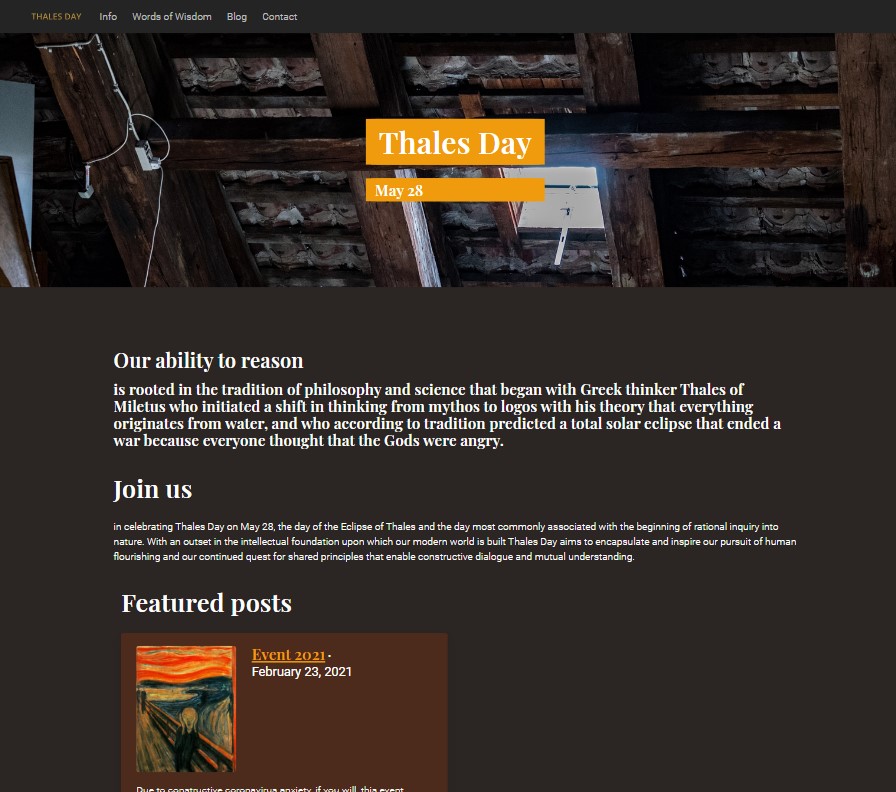 THALES DAY Info Words of Wisdom Blog Contact
Thales Day
May 28
Our ability to reason
is rooted in the tradition of philosophy and science that began with Greek thinker Thales of
Miletus who initiated a shift in thinking from mythos to logos with his theory that everything
originates from water, and who according to tradition predicted a total solar eclipse that ended a
war because everyone thought that the Gods were angry.
Join us
in celebrating Thales Day on May 28, the day of the Eclipse of Thales and the day most commonly associated with the beginning of rational inquiry into
nature. With an outset in the intellectual foundation upon which our modern world is built Thales Day aims to encapsulate and inspire our pursuit of human
flourishing and our continued quest for shared principles that enable constructive dialogue and mutual understanding.
Featured posts
Event 2021 ·
February 23, 2021
Due to constructive coronavirus anxiety, if you will, this event